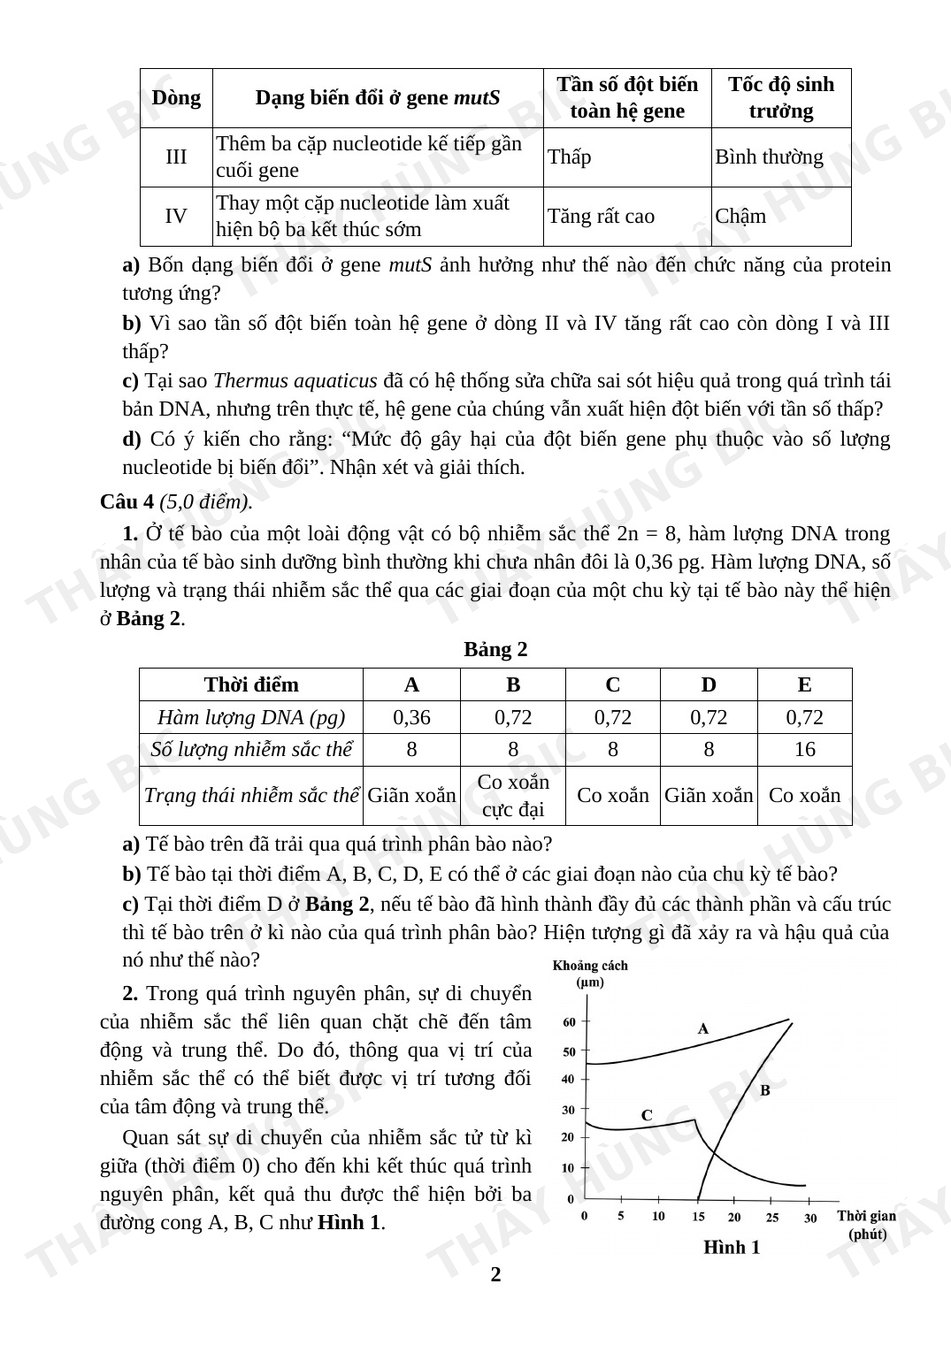 Dòng Dạng biến đổi ở gene mutS Tần số đột biến toàn hệ gene Tốc độ sinh trưởng
III Thêm ba cặp nucleotide kế tiếp gần cuối gene Thấp Bình thường
IV Thay một cặp nucleotide làm xuất hiện bộ ba kết thúc sớm Tăng rất cao Chậm
a) Bốn dạng biến đổi ở gene mutS ảnh hưởng như thế nào đến chức năng của protein
tương ứng?
b) Vì sao tần số đột biến toàn hệ gene ở dòng II và IV tăng rất cao còn dòng I và III
thấp?
c) Tại sao Thermus aquaticus đã có hệ thống sửa chữa sai sót hiệu quả trong quá trình tái
bản DNA, nhưng trên thực tế, hệ gene của chúng vẫn xuất hiện đột biến với tần số thấp?
d) Có ý kiến cho rằng: “Mức độ gây hại của đột biến gene phụ thuộc vào số lượng
nucleotide bị biến đổi”. Nhận xét và giải thích.
Câu 4 (5,0 điểm).
1. Ở tế bào của một loài động vật có bộ nhiễm sắc thể 2n = 8, hàm lượng DNA trong
nhân của tế bào sinh dưỡng bình thường khi chưa nhân đôi là 0,36 pg. Hàm lượng DNA, số
lượng và trạng thái nhiễm sắc thể qua các giai đoạn của một chu kỳ tại tế bào này thể hiện
ở Bảng 2.
Bảng 2
Thời điểm A B C D E
Hàm lượng DNA (pg) 0,36 0,72 0,72 0,72 0,72
Số lượng nhiễm sắc thể 8 8 8 8 16
Trạng thái nhiễm sắc thể Giãn xoắn Co xoắn cực đại Co xoắn Giãn xoắn Co xoắn
a) Tế bào trên đã trải qua quá trình phân bào nào?
b) Tế bào tại thời điểm A, B, C, D, E có thể ở các giai đoạn nào của chu kỳ tế bào?
c) Tại thời điểm D ở Bảng 2, nếu tế bào đã hình thành đầy đủ các thành phần và cấu trúc
thì tế bào trên ở kì nào của quá trình phân bào? Hiện tượng gì đã xảy ra và hậu quả của
nó như thế nào?
2. Trong quá trình nguyên phân, sự di chuyển
của nhiễm sắc thể liên quan chặt chẽ đến tâm
động và trung thể. Do đó, thông qua vị trí của
nhiễm sắc thể có thể biết được vị trí tương đối
của tâm động và trung thể.
Quan sát sự di chuyển của nhiễm sắc tử từ kì
giữa (thời điểm 0) cho đến khi kết thúc quá trình
nguyên phân, kết quả thu được thể hiện bởi ba
đường cong A, B, C như Hình 1.
Khoảng cách
(µm)
60
50
40
30
20
10
0
A
B
C
0 5 10 15 20 25 30 Thời gian
(phút)
Hình 1
2
THẦY HÙNG BIC